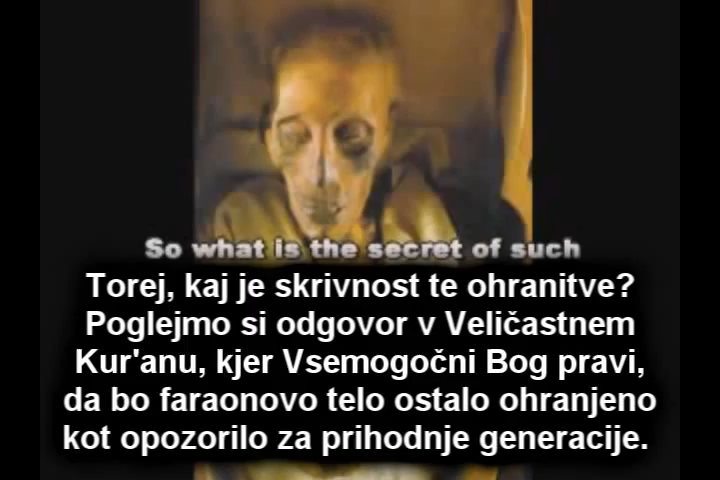 So what is the secret of such
Torej, kaj je skrivnost te ohranitve?
Poglejmo si odgovor v Veličastnem
Kur'anu, kjer Vsemogočni Bog pravi,
da bo faraonovo telo ostalo ohranjeno
kot opozorilo za prihodnje generacije.